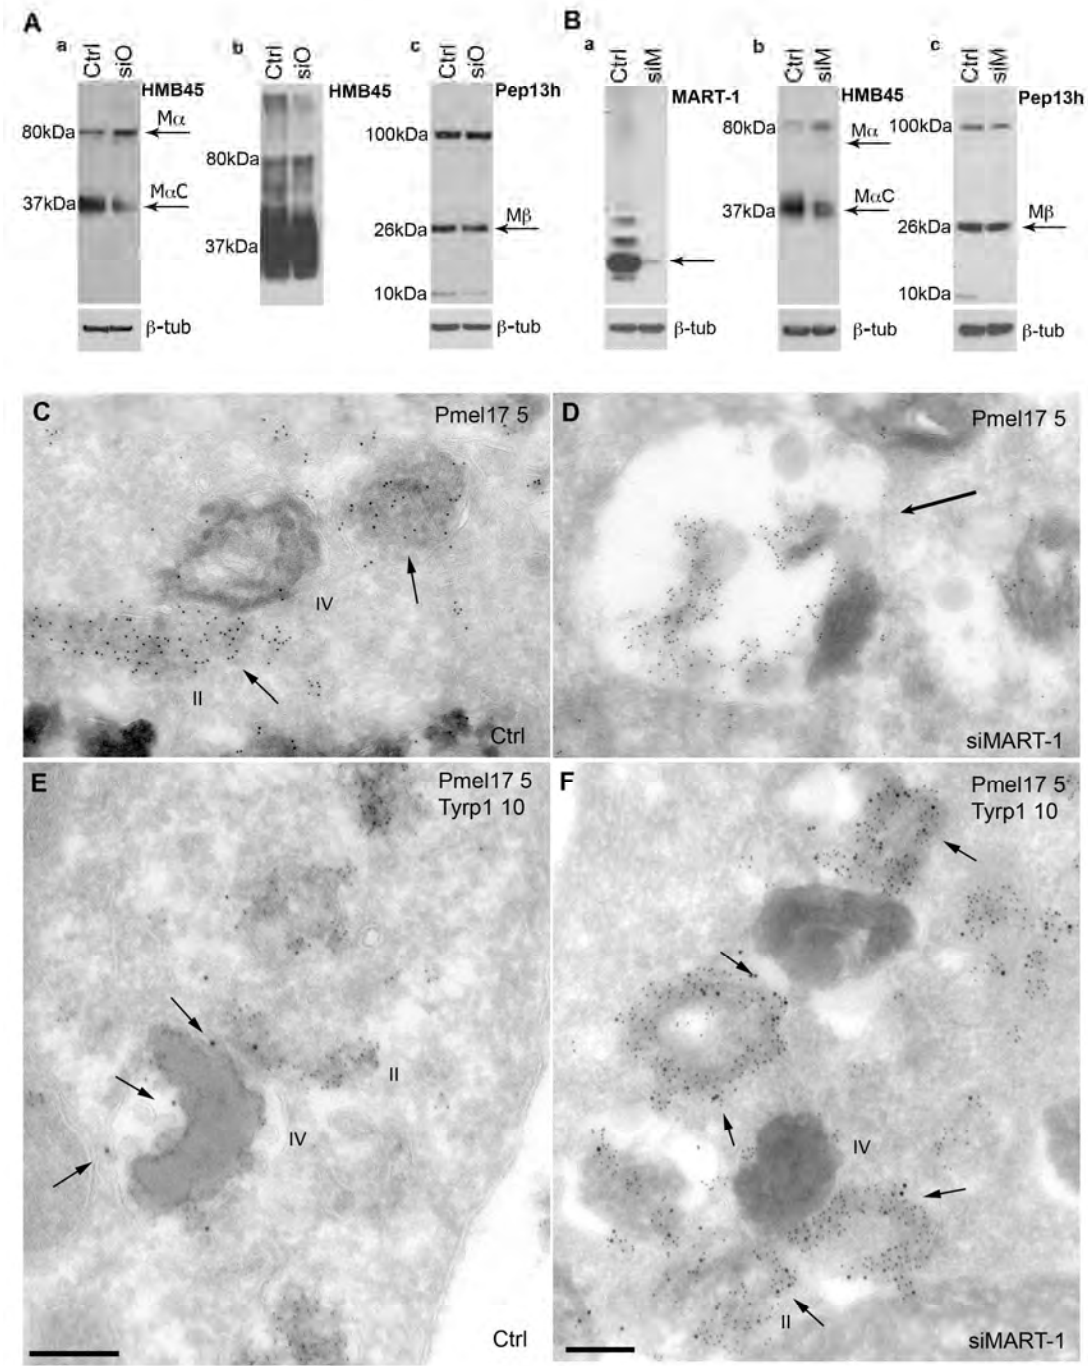 A
B
a
Ctrl
siO
HMB45
80kDa
Mα
37kDa
MαC
β-tub
b
Ctrl
siO
HMB45
80kDa
37kDa
c
Ctrl
siO
Pep13h
100kDa
26kDa
Mβ
10kDa
β-tub
a
Ctrl
siM
MART-1
β-tub
b
Ctrl
siM
HMB45
80kDa
Mα
37kDa
MαC
β-tub
c
Ctrl
siM
Pep13h
100kDa
26kDa
Mβ
10kDa
β-tub
C
Pmel17 5
IV
II
Ctrl
D
Pmel17 5
siMART-1
E
Pmel17 5
Tyrp1 10
II
IV
Ctrl
F
Pmel17 5
Tyrp1 10
IV
II
siMART-1